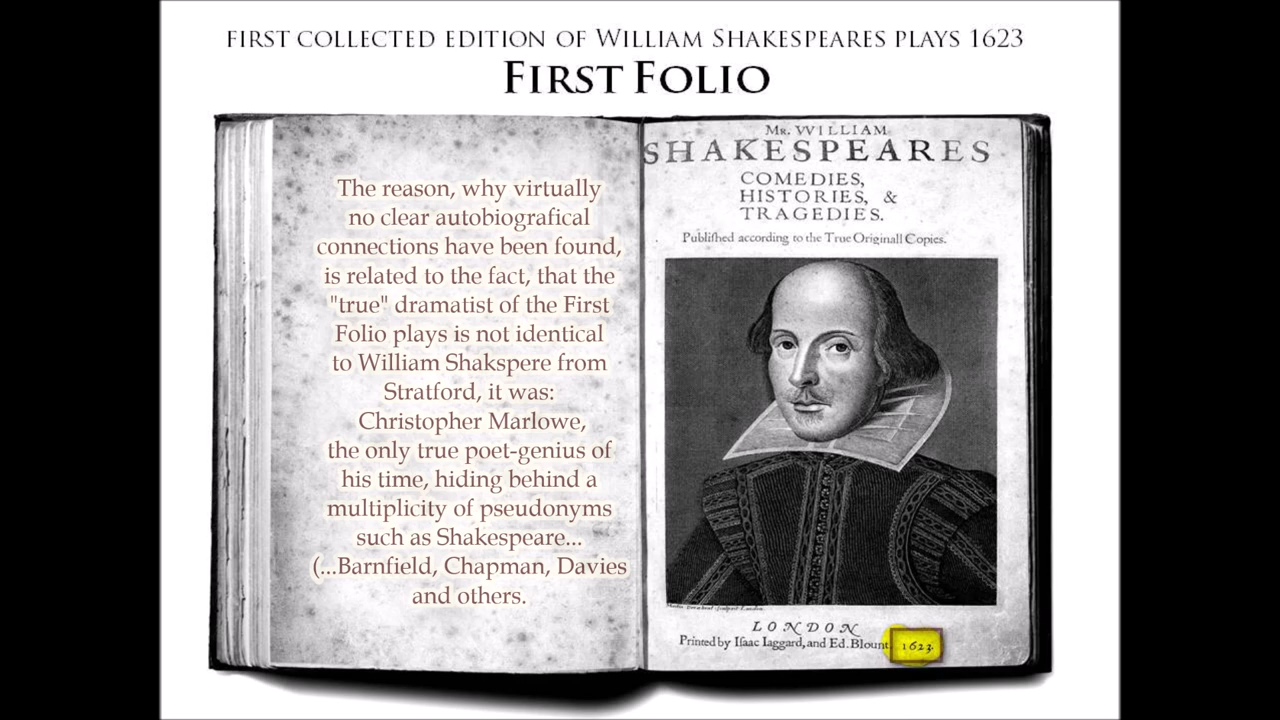 FIRST COLLECTED EDITION OF WILLIAM SHAKESPEARES PLAYS 1623
FIRST FOLIO
The reason, why virtually
no clear autobiografical
connections have been found,
is related to the fact, that the
"true" dramatist of the First
Folio plays is not identical
to William Shakspere from
Stratford, it was:
Christopher Marlowe,
the only true poet-genius of
his time, hiding behind a
multiplicity of pseudonyms
such as Shakespeare...
(...Barnfield, Chapman, Davies
and others.
MR. VVILLIAM
SHAKESPEARES
COMEDIES,
HISTORIES, &
TRAGEDIES.
Publiſhed according to the True Originall Copies.
LONDON
Printed by Iſaac Iaggard, and Ed. Blount. 1623.